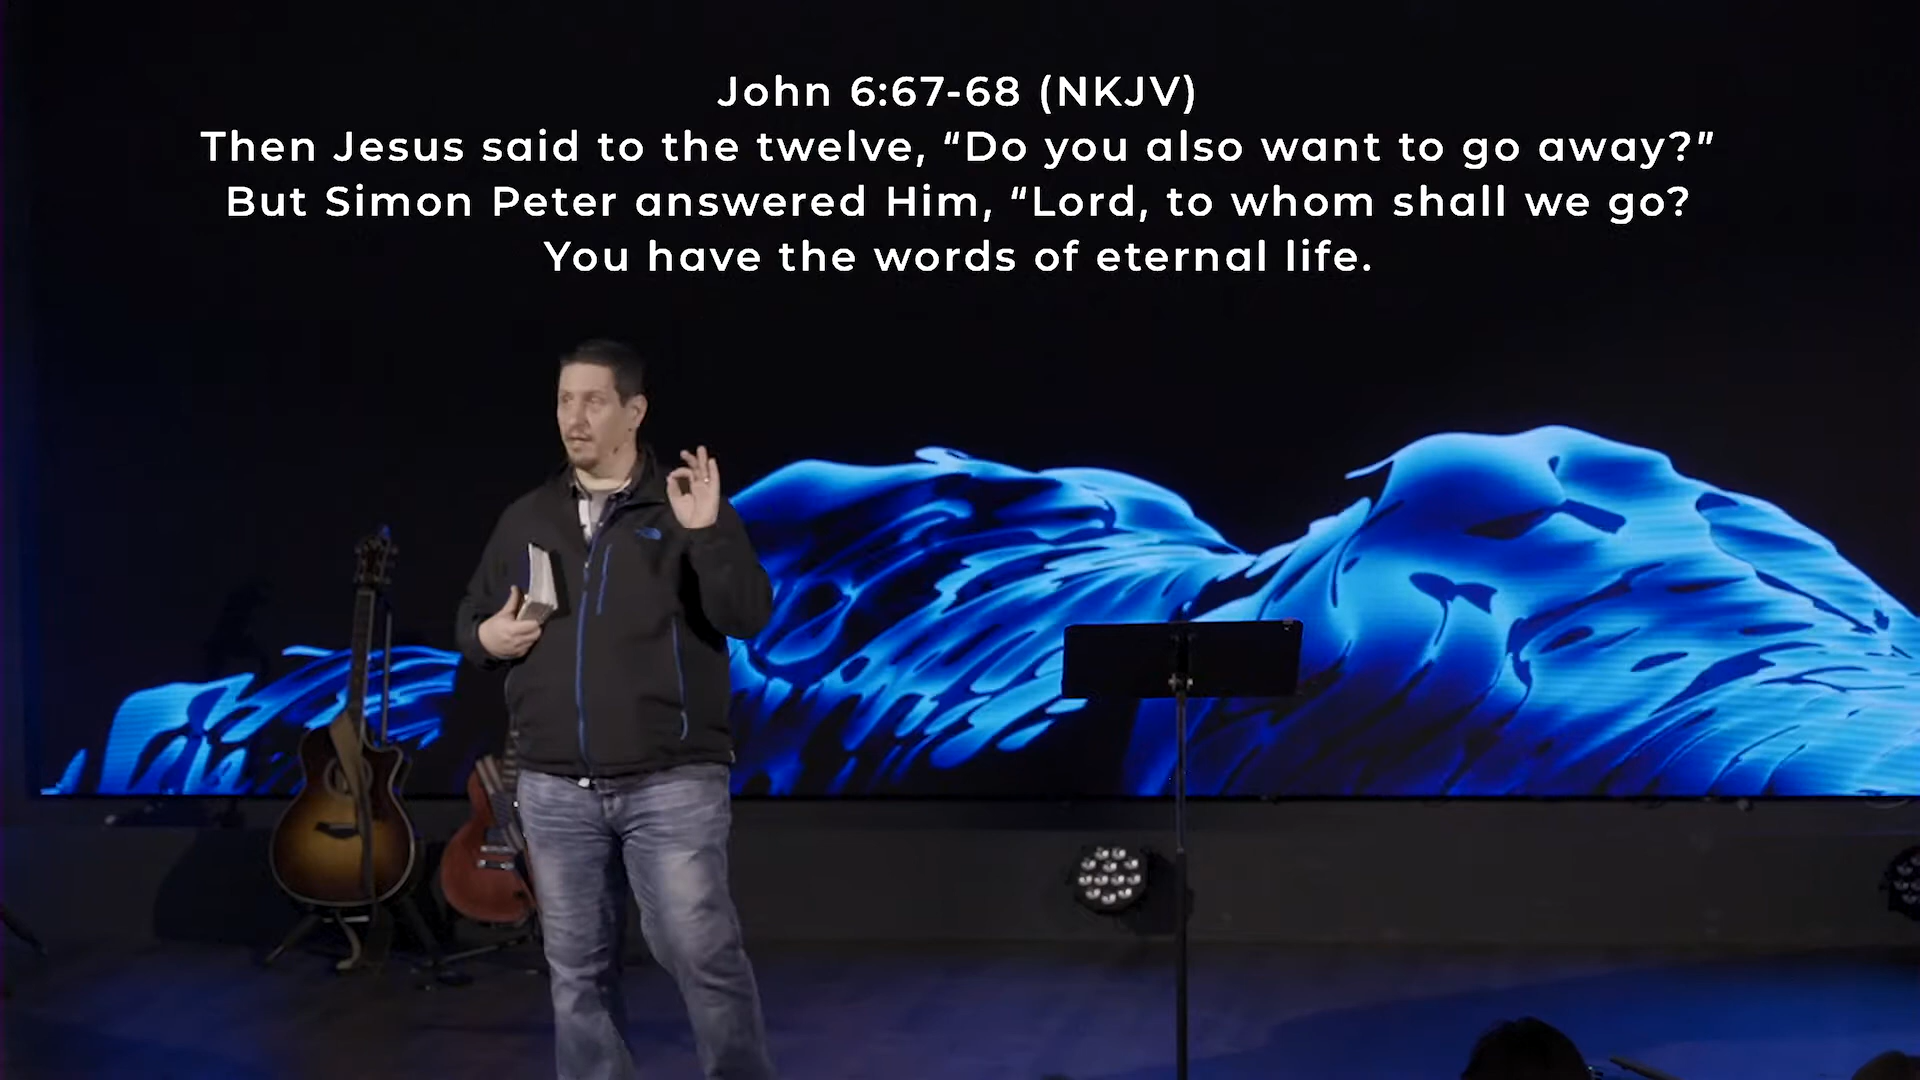 John 6:67-68 (NKJV)
Then Jesus said to the twelve, “Do you also want to go away?”
But Simon Peter answered Him, “Lord, to whom shall we go?
You have the words of eternal life.